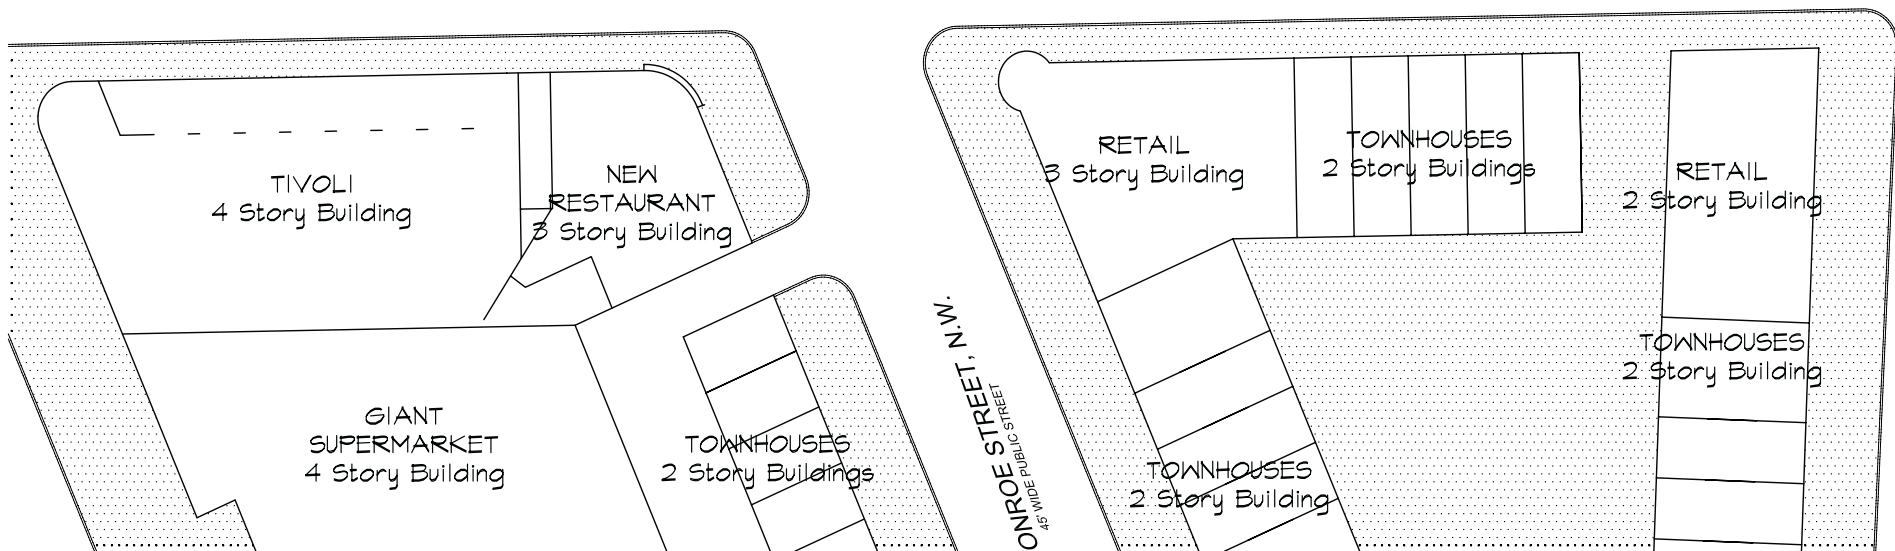 TIVOLI
4 Story Building
NEW
RESTAURANT
3 Story Building
GIANT
SUPERMARKET
4 Story Building
TOWNHOUSES
2 Story Buildings
ONROE STREET, N.W.
45' WIDE PUBLIC STREET
RETAIL
3 Story Building
TOWNHOUSES
2 Story Buildings
TOWNHOUSES
2 Story Building
RETAIL
2 Story Building
TOWNHOUSES
2 Story Building